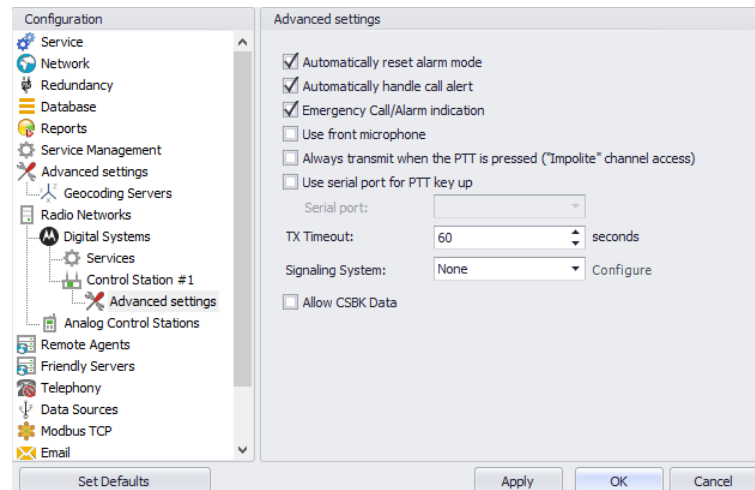 Configuration
Service
Network
Redundancy
Database
Reports
Service Management
Advanced settings
Geocoding Servers
Radio Networks
Digital Systems
Services
Control Station #1
Advanced settings
Analog Control Stations
Remote Agents
Friendly Servers
Telephony
Data Sources
Modbus TCP
Email
Set Defaults
Advanced settings
Automatically reset alarm mode
Automatically handle call alert
Emergency Call/Alarm indication
Use front microphone
Always transmit when the PTT is pressed ("Impolite" channel access)
Use serial port for PTT key up
Serial port:
TX Timeout: 60 seconds
Signaling System: None Configure
Allow CSBK Data
Apply OK Cancel